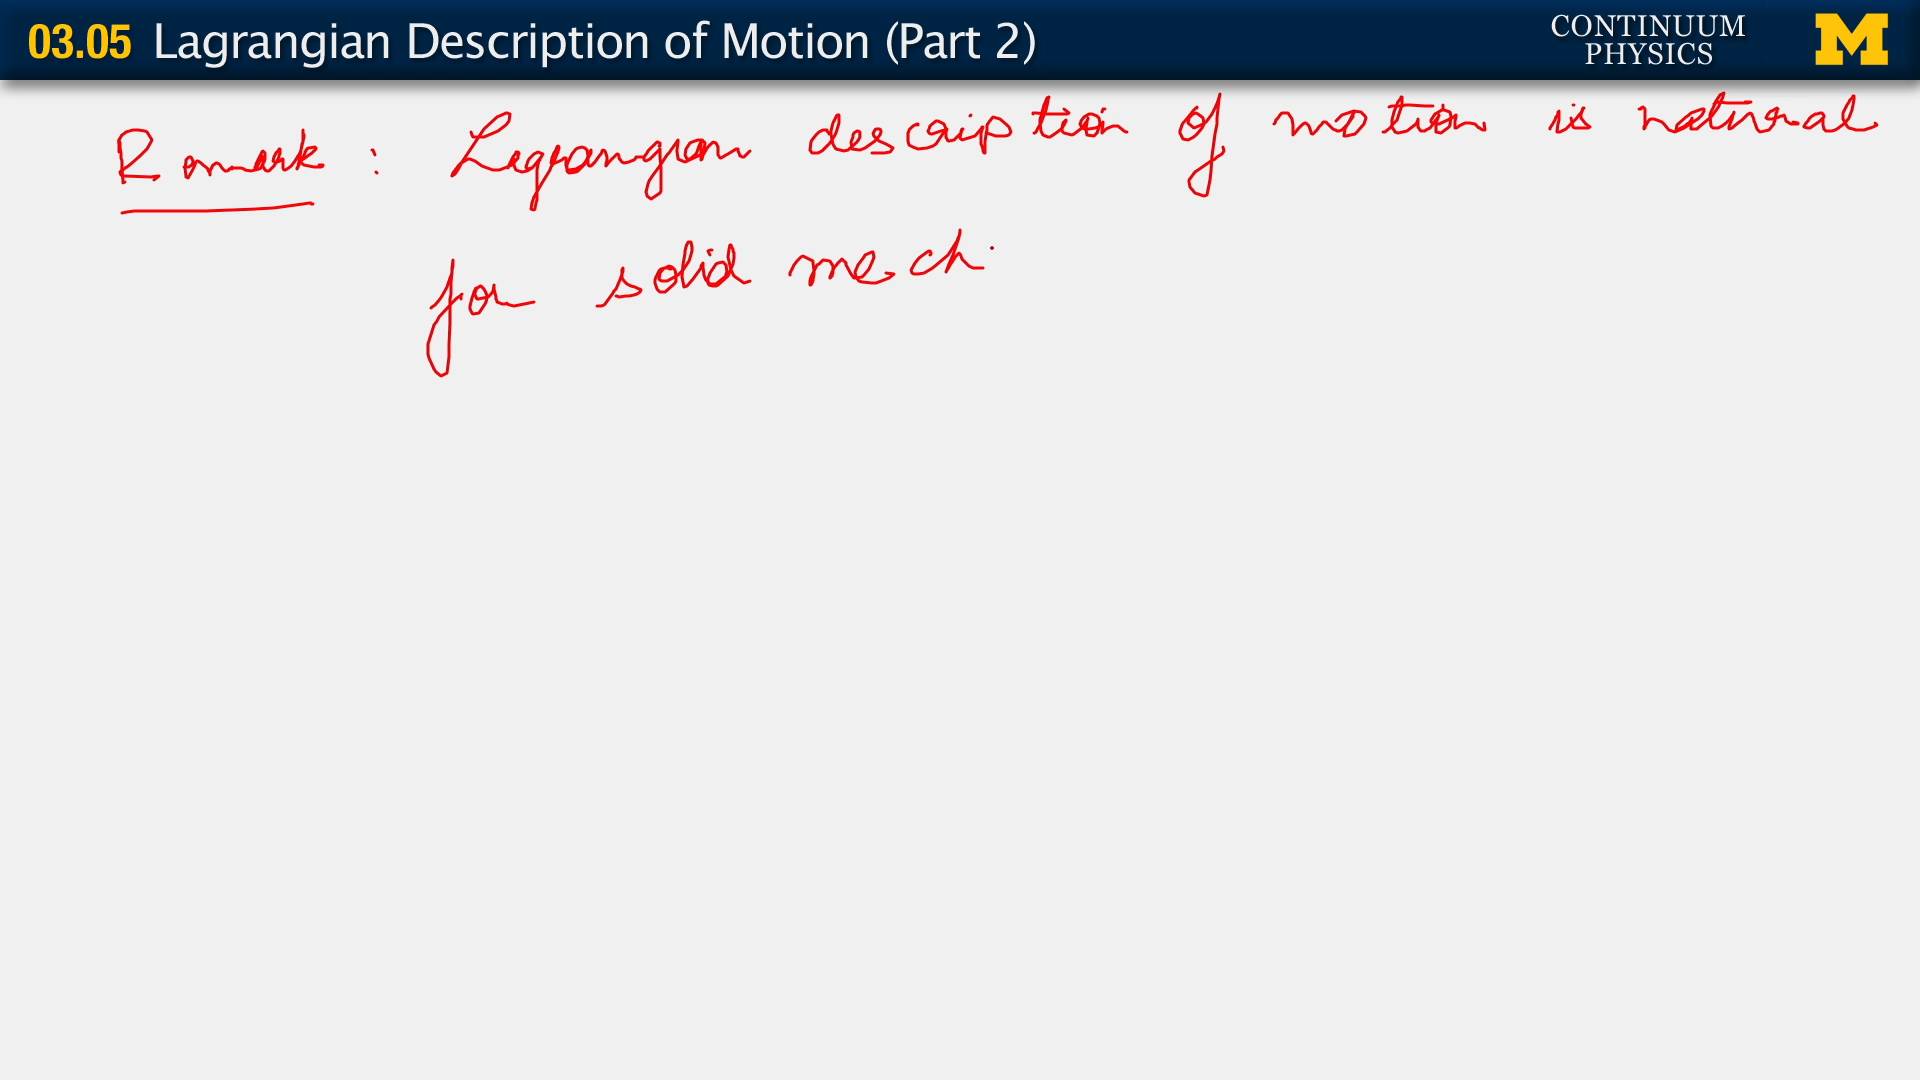 03.05 Lagrangian Description of Motion (Part 2)
CONTINUUM
PHYSICS
M
Remark : Lagrangian description of motion is natural
for solid mech.